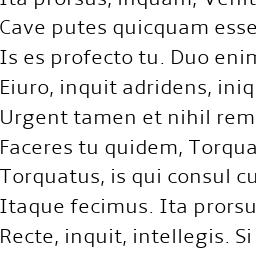 Ita prorsus, inquam; Venit
Cave putes quicquam esse
Is es profecto tu. Duo enim
Eiuro, inquit adridens, iniq
Urgent tamen et nihil rem
Faceres tu quidem, Torqua
Torquatus, is qui consul cu
Itaque fecimus. Ita prorsu
Recte, inquit, intellegis. Si